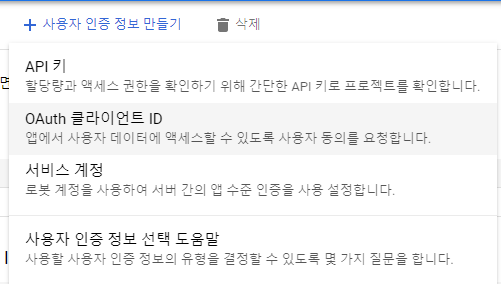 + 사용자 인증 정보 만들기 삭제
API 키
할당량과 액세스 권한을 확인하기 위해 간단한 API 키로 프로젝트를 확인합니다.
OAuth 클라이언트 ID
앱에서 사용자 데이터에 액세스할 수 있도록 사용자 동의를 요청합니다.
서비스 계정
로봇 계정을 사용하여 서버 간의 앱 수준 인증을 사용 설정합니다.
사용자 인증 정보 선택 도움말
사용할 사용자 인증 정보의 유형을 결정할 수 있도록 몇 가지 질문을 합니다.